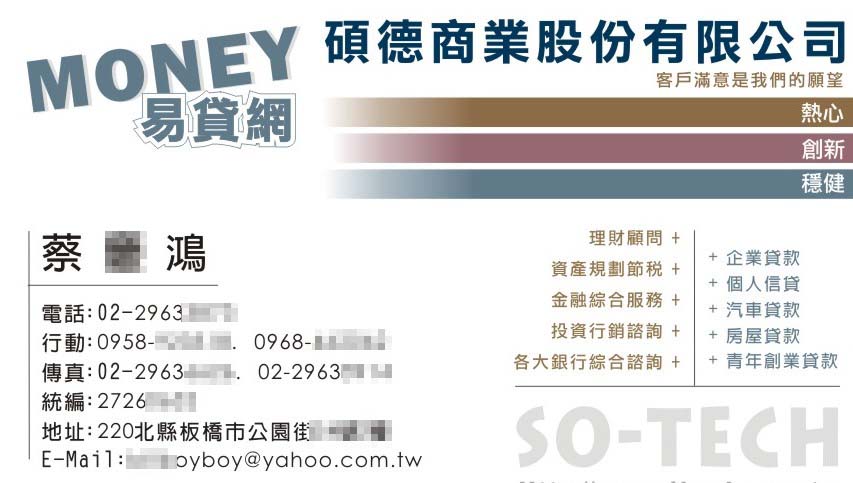 MONEY
易貸網
碩德商業股份有限公司
客戶滿意是我們的願望
熱心
創新
穩健
蔡 鴻
電話:02-2963
行動:0958- . 0968-
傳真:02-2963 . 02-2963
統編:2726
地址:220北縣板橋市公園街
E-Mail: oyboy@yahoo.com.tw
理財顧問 +
資產規劃節稅 +
金融綜合服務 +
投資行銷諮詢 +
各大銀行綜合諮詢 +
+ 企業貸款
+ 個人信貸
+ 汽車貸款
+ 房屋貸款
+ 青年創業貸款
SO-TECH